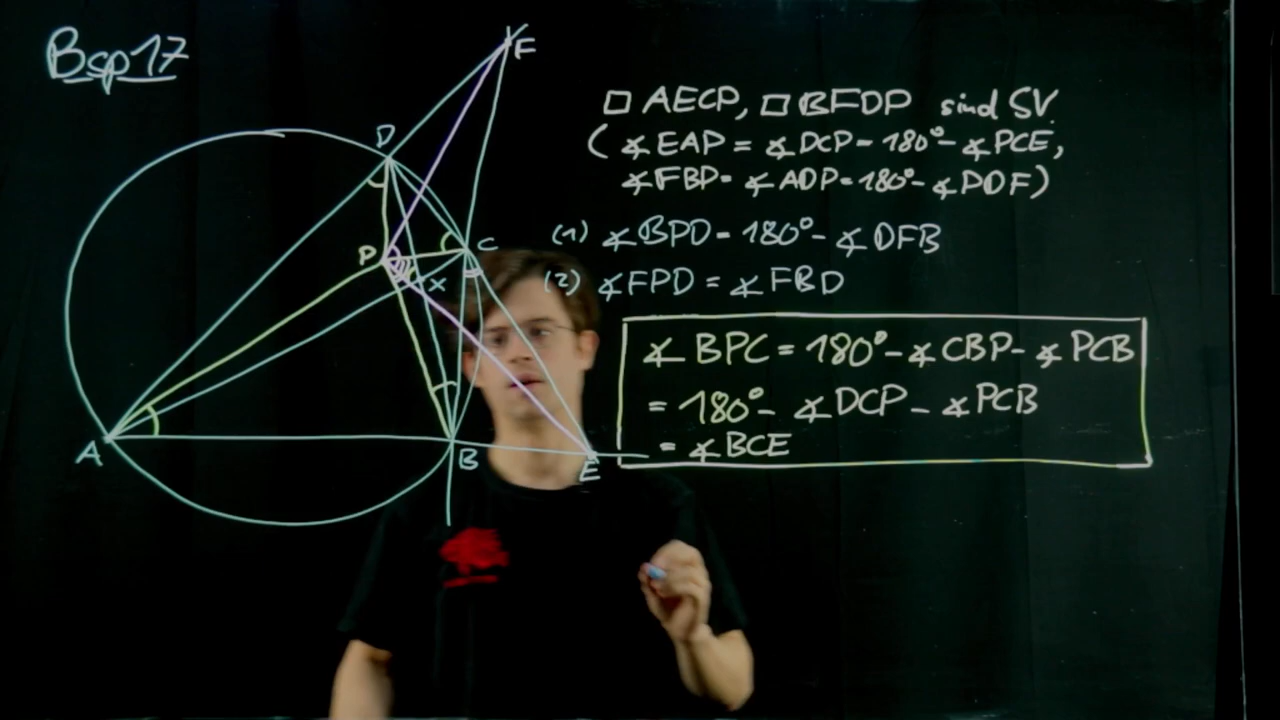 Bsp 17
F
D
P
C
X
A
B
E
□ AECP, □ BFDP sind SV.
(∡EAP = ∡DCP = 180° - ∡PCE,
∡FBP = ∡ADP = 180° - ∡PDF)
(1) ∡BPD = 180° - ∡DFB
(2) ∡FPD = ∡FBD
∡BPC = 180° - ∡CBP - ∡PCB
= 180° - ∡DCP - ∡PCB
= ∡BCE